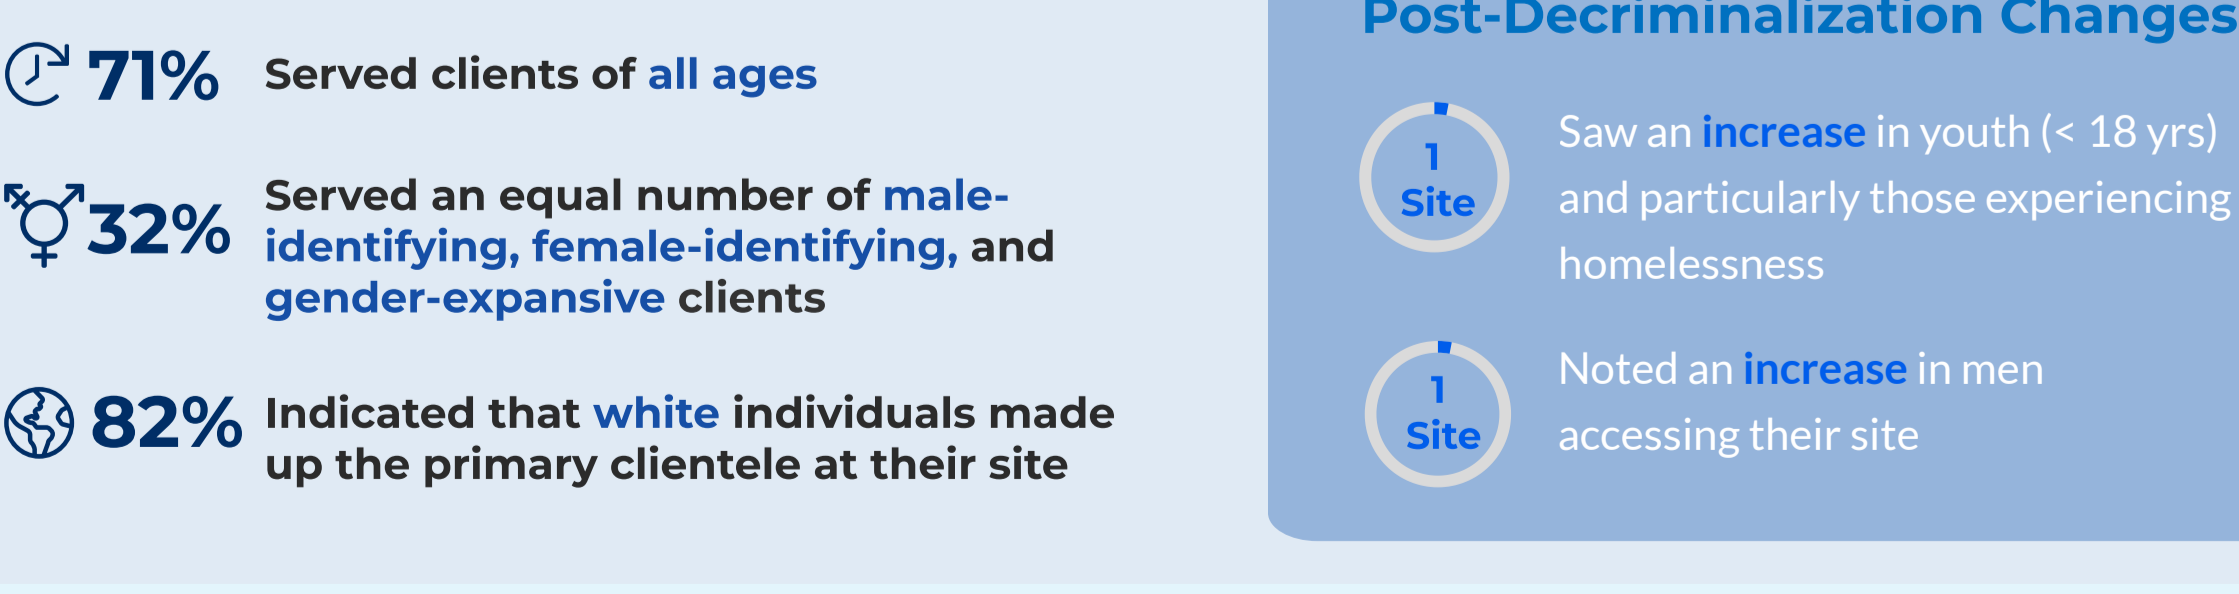 71%
Served clients of all ages
32%
Served an equal number of male-
identifying, female-identifying, and
gender-expansive clients
82%
Indicated that white individuals made
up the primary clientele at their site
Post-Decriminalization Changes
1
Site
Saw an increase in youth (< 18 yrs)
and particularly those experiencing
homelessness
1
Site
Noted an increase in men
accessing their site